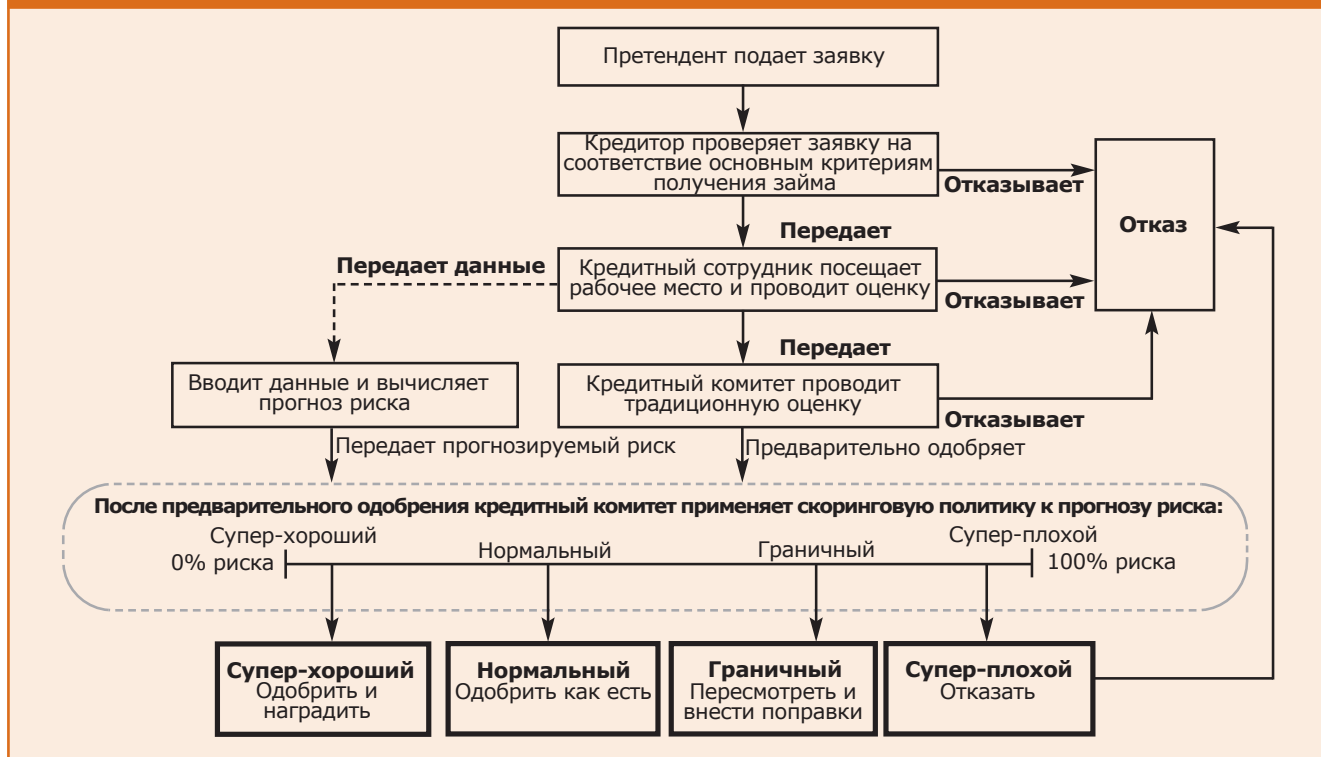 Претендент подает заявку
Кредитор проверяет заявку на
соответствие основным критериям
получения займа
Отказывает
Отказ
Передает
Передает данные
Кредитный сотрудник посещает
рабочее место и проводит оценку
Отказывает
Передает
Вводит данные и вычисляет
прогноз риска
Кредитный комитет проводит
традиционную оценку
Отказывает
Передает прогнозируемый риск
Предварительно одобряет
После предварительного одобрения кредитный комитет применяет скоринговую политику к прогнозу риска:
Супер-хороший
Нормальный
Граничный
Супер-плохой
0% риска
100% риска
Супер-хороший
Одобрить и
наградить
Нормальный
Одобрить как есть
Граничный
Пересмотреть и
внести поправки
Супер-плохой
Отказать